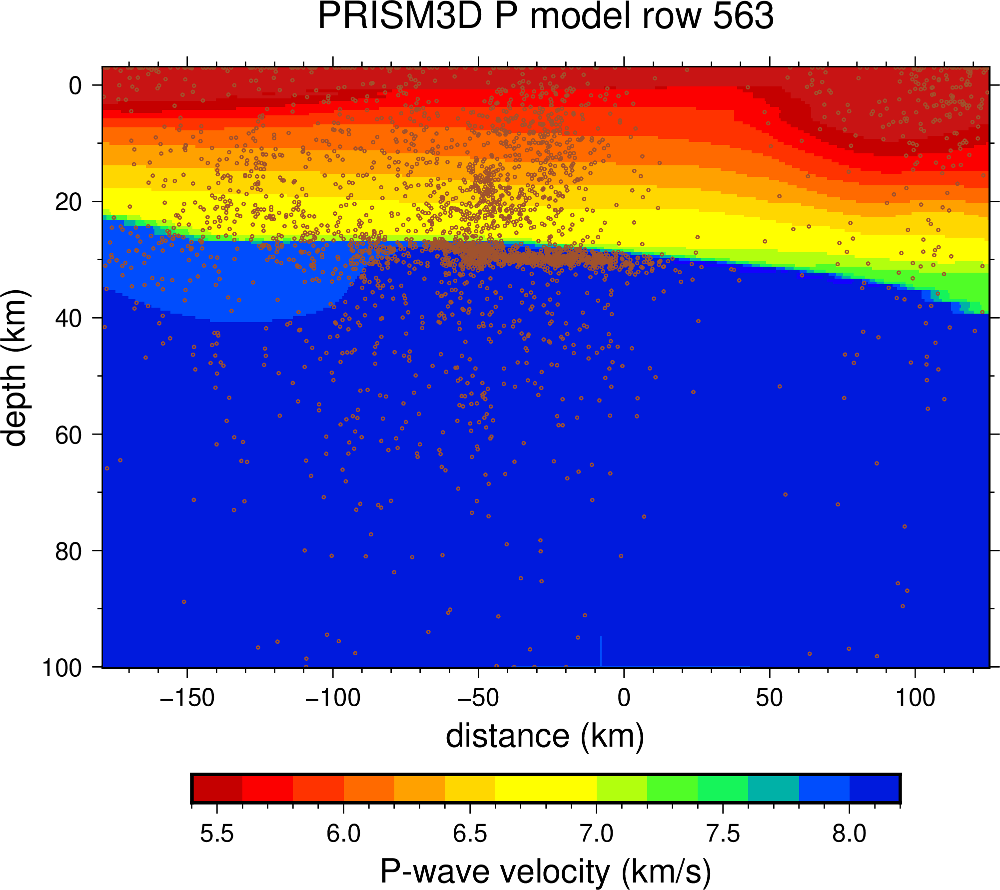 PRISM3D P model row 563
0
20
40
60
80
100
depth (km)
−150 −100 −50 0 50 100
distance (km)
5.5 6.0 6.5 7.0 7.5 8.0
P-wave velocity (km/s)